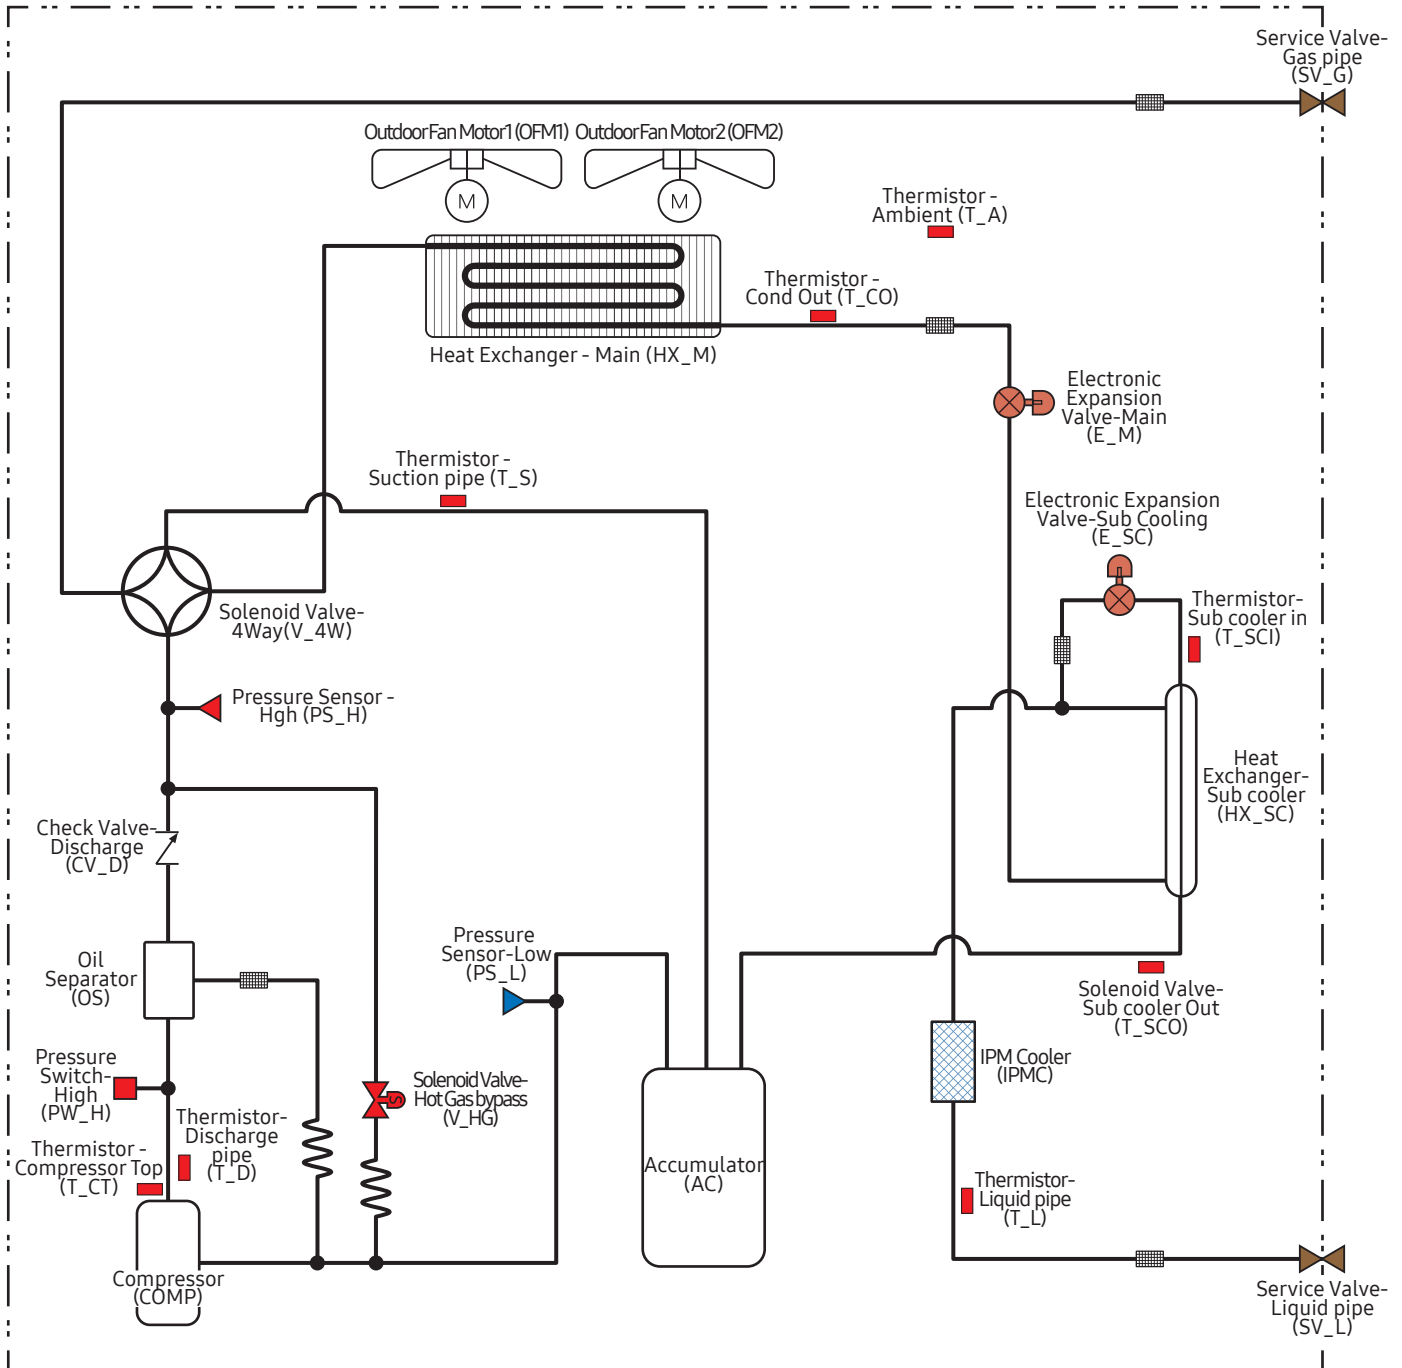 Service Valve-
Gas pipe
(SV_G)
OutdoorFan Motor1 (OFM1)
OutdoorFan Motor2 (OFM2)
M
M
Thermistor -
Ambient (T_A)
Thermistor -
Cond Out (T_CO)
Heat Exchanger - Main (HX_M)
Electronic
Expansion
Valve-Main
(E_M)
Thermistor -
Suction pipe (T_S)
Electronic Expansion
Valve-Sub Cooling
(E_SC)
Thermistor-
Sub cooler in
(T_SCI)
Solenoid Valve-
4Way(V_4W)
Pressure Sensor -
Hgh (PS_H)
Heat
Exchanger-
Sub cooler
(HX_SC)
Check Valve-
Discharge
(CV_D)
Oil
Separator
(OS)
Pressure
Sensor-Low
(PS_L)
Solenoid Valve-
Sub cooler Out
(T_SCO)
Pressure
Switch-
High
(PW_H)
IPM Cooler
(IPMC)
S
Solenoid Valve-
Hot Gas bypass
(V_HG)
Thermistor-
Discharge
pipe
(T_D)
Thermistor -
Compressor Top
(T_CT)
Accumulator
(AC)
Thermistor-
Liquid pipe
(T_L)
Compressor
(COMP)
Service Valve-
Liquid pipe
(SV_L)